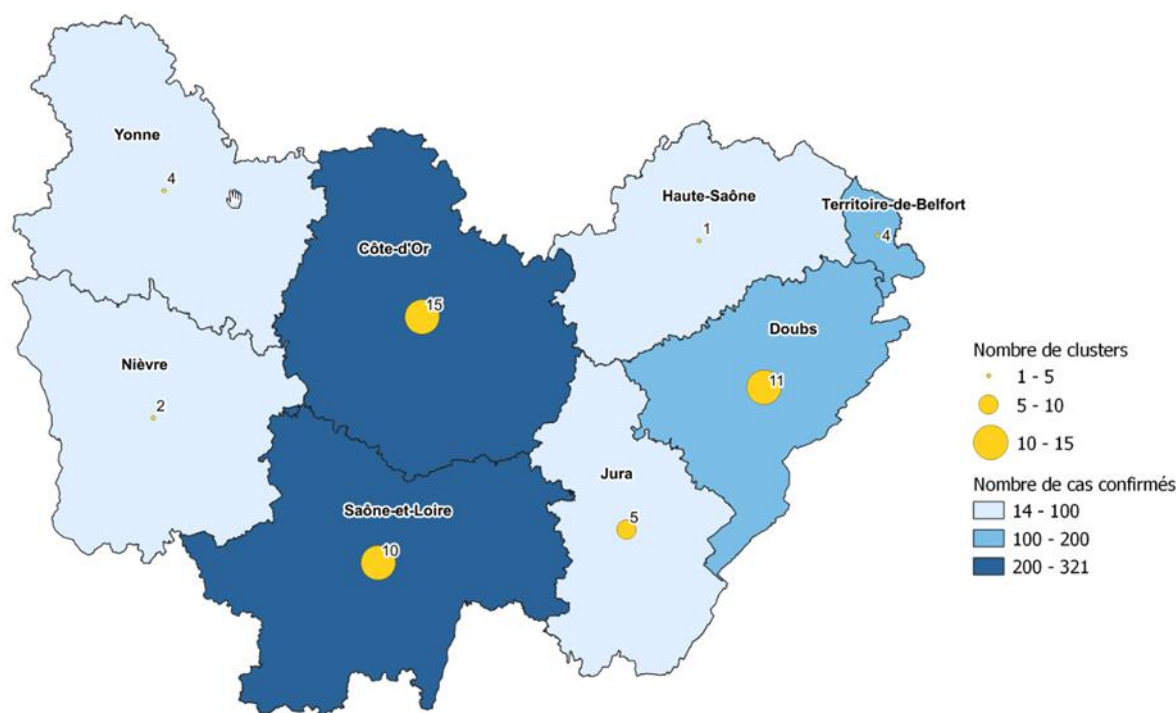 Yonne
4
Haute-Saône
1
Territoire-de-Belfort
4
Côte-d'Or
15
Doubs
11
Nièvre
2
Jura
5
Saône-et-Loire
10
Nombre de clusters
1 - 5
5 - 10
10 - 15
Nombre de cas confirmés
14 - 100
100 - 200
200 - 321